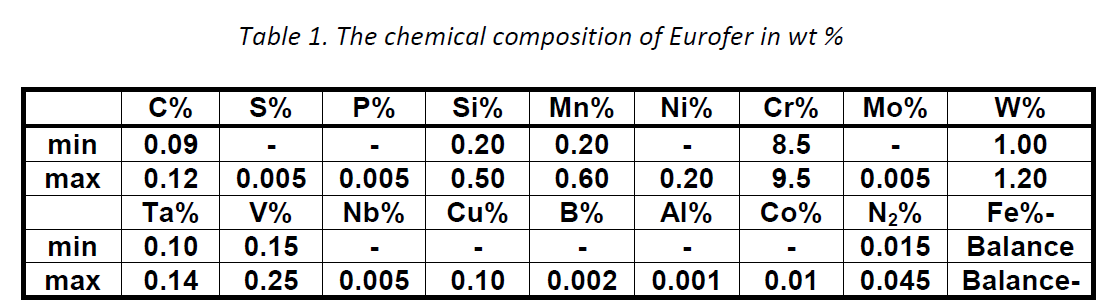 Table 1. The chemical composition of Eurofer in wt %
C% S% P% Si% Mn% Ni% Cr% Mo% W%
min 0.09 - - 0.20 0.20 - 8.5 - 1.00
max 0.12 0.005 0.005 0.50 0.60 0.20 9.5 0.005 1.20
Ta% V% Nb% Cu% B% Al% Co% N₂% Fe%-
min 0.10 0.15 - - - - - 0.015 Balance
max 0.14 0.25 0.005 0.10 0.002 0.001 0.01 0.045 Balance-